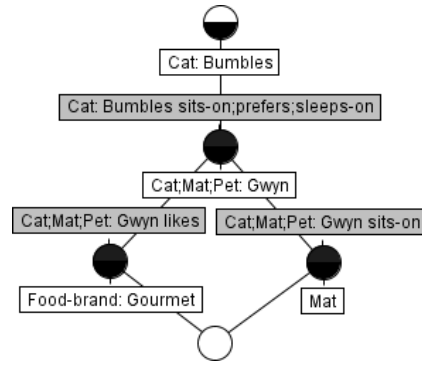 Cat: Bumbles
Cat: Bumbles sits-on;prefers;sleeps-on
Cat;Mat;Pet: Gwyn
Cat;Mat;Pet: Gwyn likes
Cat;Mat;Pet: Gwyn sits-on
Food-brand: Gourmet
Mat